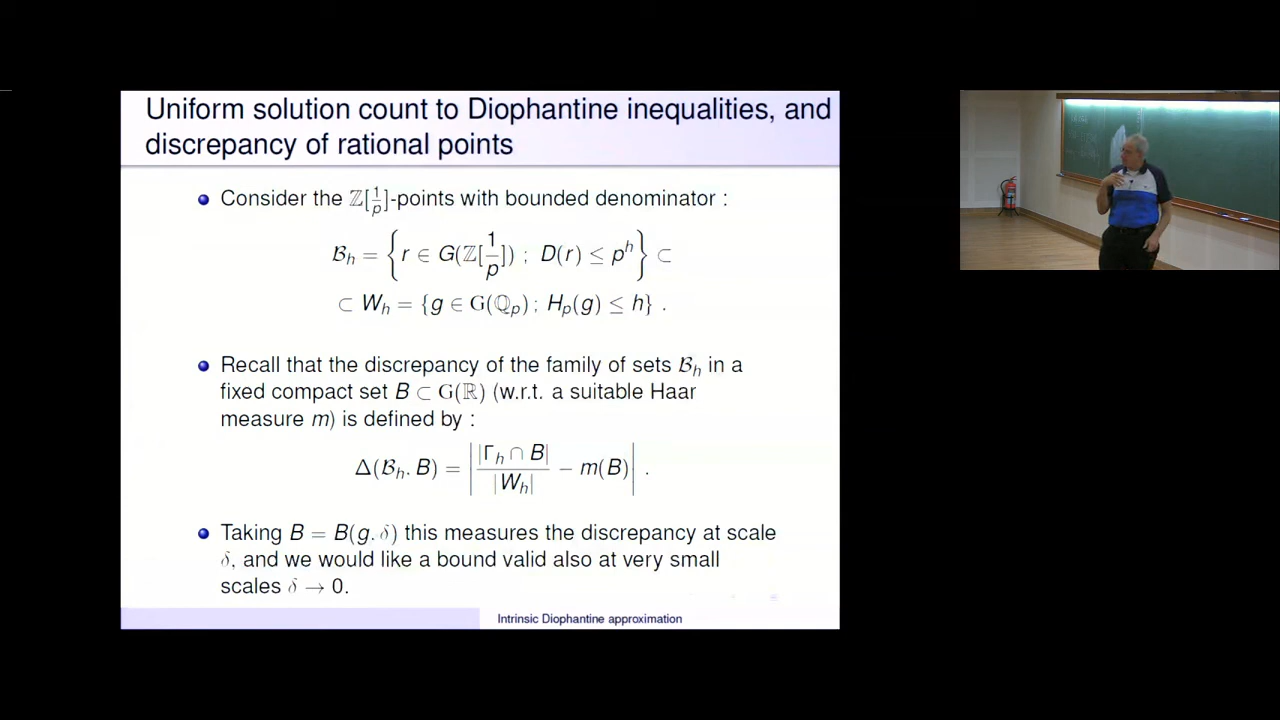 Uniform solution count to Diophantine inequalities, and
discrepancy of rational points
Consider the ℤ[1/p]-points with bounded denominator :
𝓑_h = { r ∈ G(ℤ[1/p]) ; D(r) ≤ p^h } ⊂
⊂ W_h = {g ∈ G(ℚ_p) ; H_p(g) ≤ h} .
Recall that the discrepancy of the family of sets 𝓑_h in a
fixed compact set B ⊂ G(ℝ) (w.r.t. a suitable Haar
measure m) is defined by :
Δ(𝓑_h, B) = | |Γ_h ∩ B| / |W_h| − m(B) | .
Taking B = B(g, δ) this measures the discrepancy at scale
δ, and we would like a bound valid also at very small
scales δ → 0.
Intrinsic Diophantine approximation